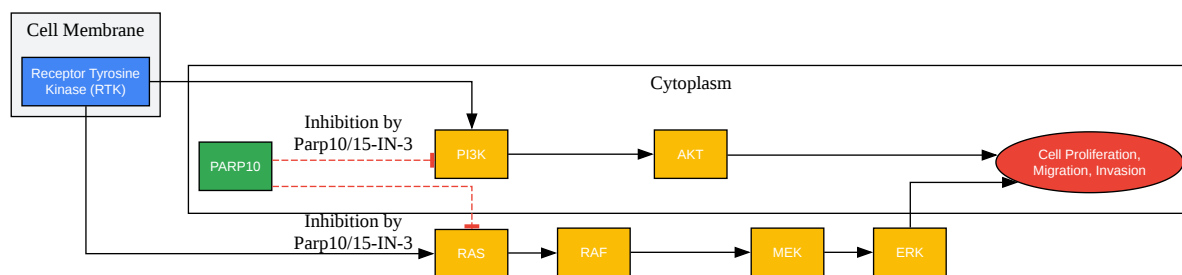 Cell Membrane
Receptor Tyrosine
Kinase (RTK)
Cytoplasm
Inhibition by
Parp10/15-IN-3
PARP10
PI3K
AKT
Cell Proliferation,
Migration, Invasion
Inhibition by
Parp10/15-IN-3
RAS
RAF
MEK
ERK